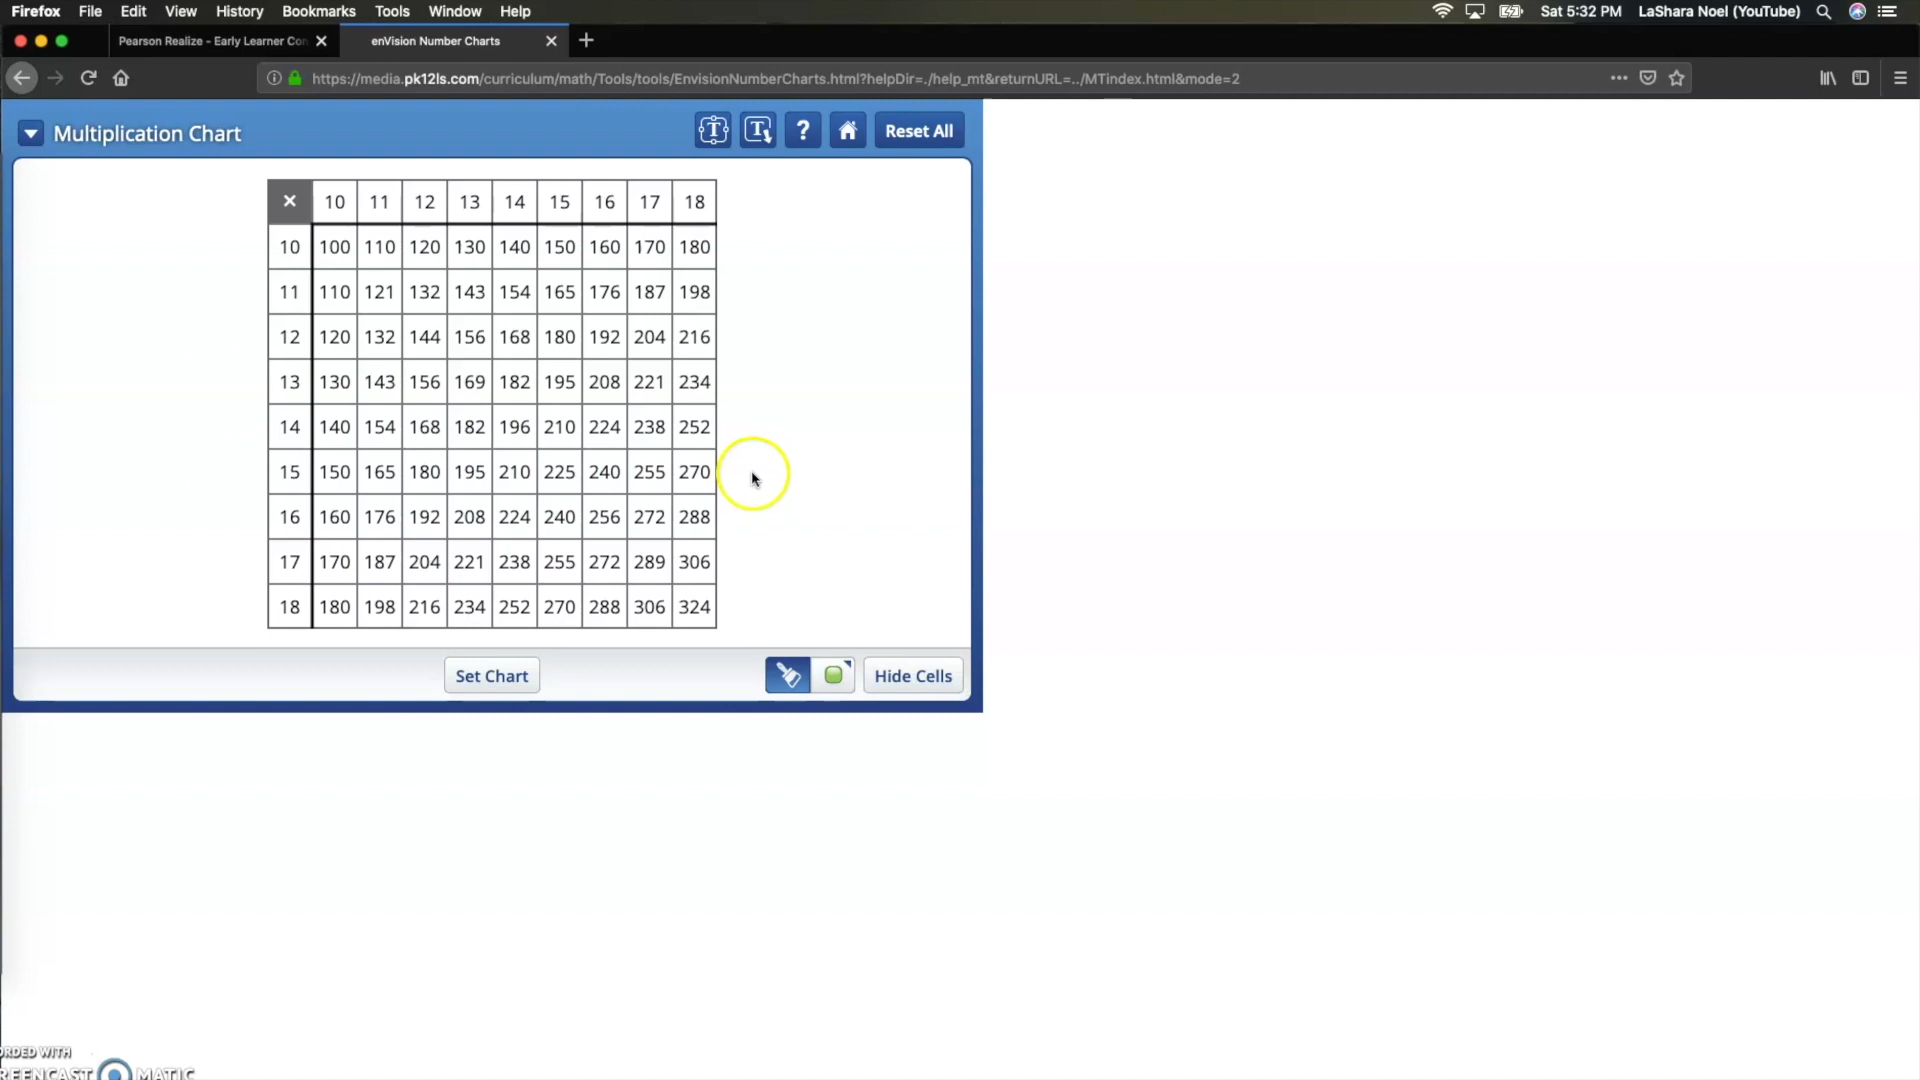 Firefox File Edit View History Bookmarks Tools Window Help Sat 5:32 PM LaShara Noel (YouTube)
Pearson Realize - Early Learner Con enVision Number Charts
https://media.pk12ls.com/curriculum/math/Tools/tools/EnvisionNumberCharts.html?helpDir=./help_mt&returnURL=../MTindex.html&mode=2
Multiplication Chart ? Reset All
× 10 11 12 13 14 15 16 17 18
10 100 110 120 130 140 150 160 170 180
11 110 121 132 143 154 165 176 187 198
12 120 132 144 156 168 180 192 204 216
13 130 143 156 169 182 195 208 221 234
14 140 154 168 182 196 210 224 238 252
15 150 165 180 195 210 225 240 255 270
16 160 176 192 208 224 240 256 272 288
17 170 187 204 221 238 255 272 289 306
18 180 198 216 234 252 270 288 306 324
Set Chart Hide Cells
ORDED WITH
REENCAST MATIC